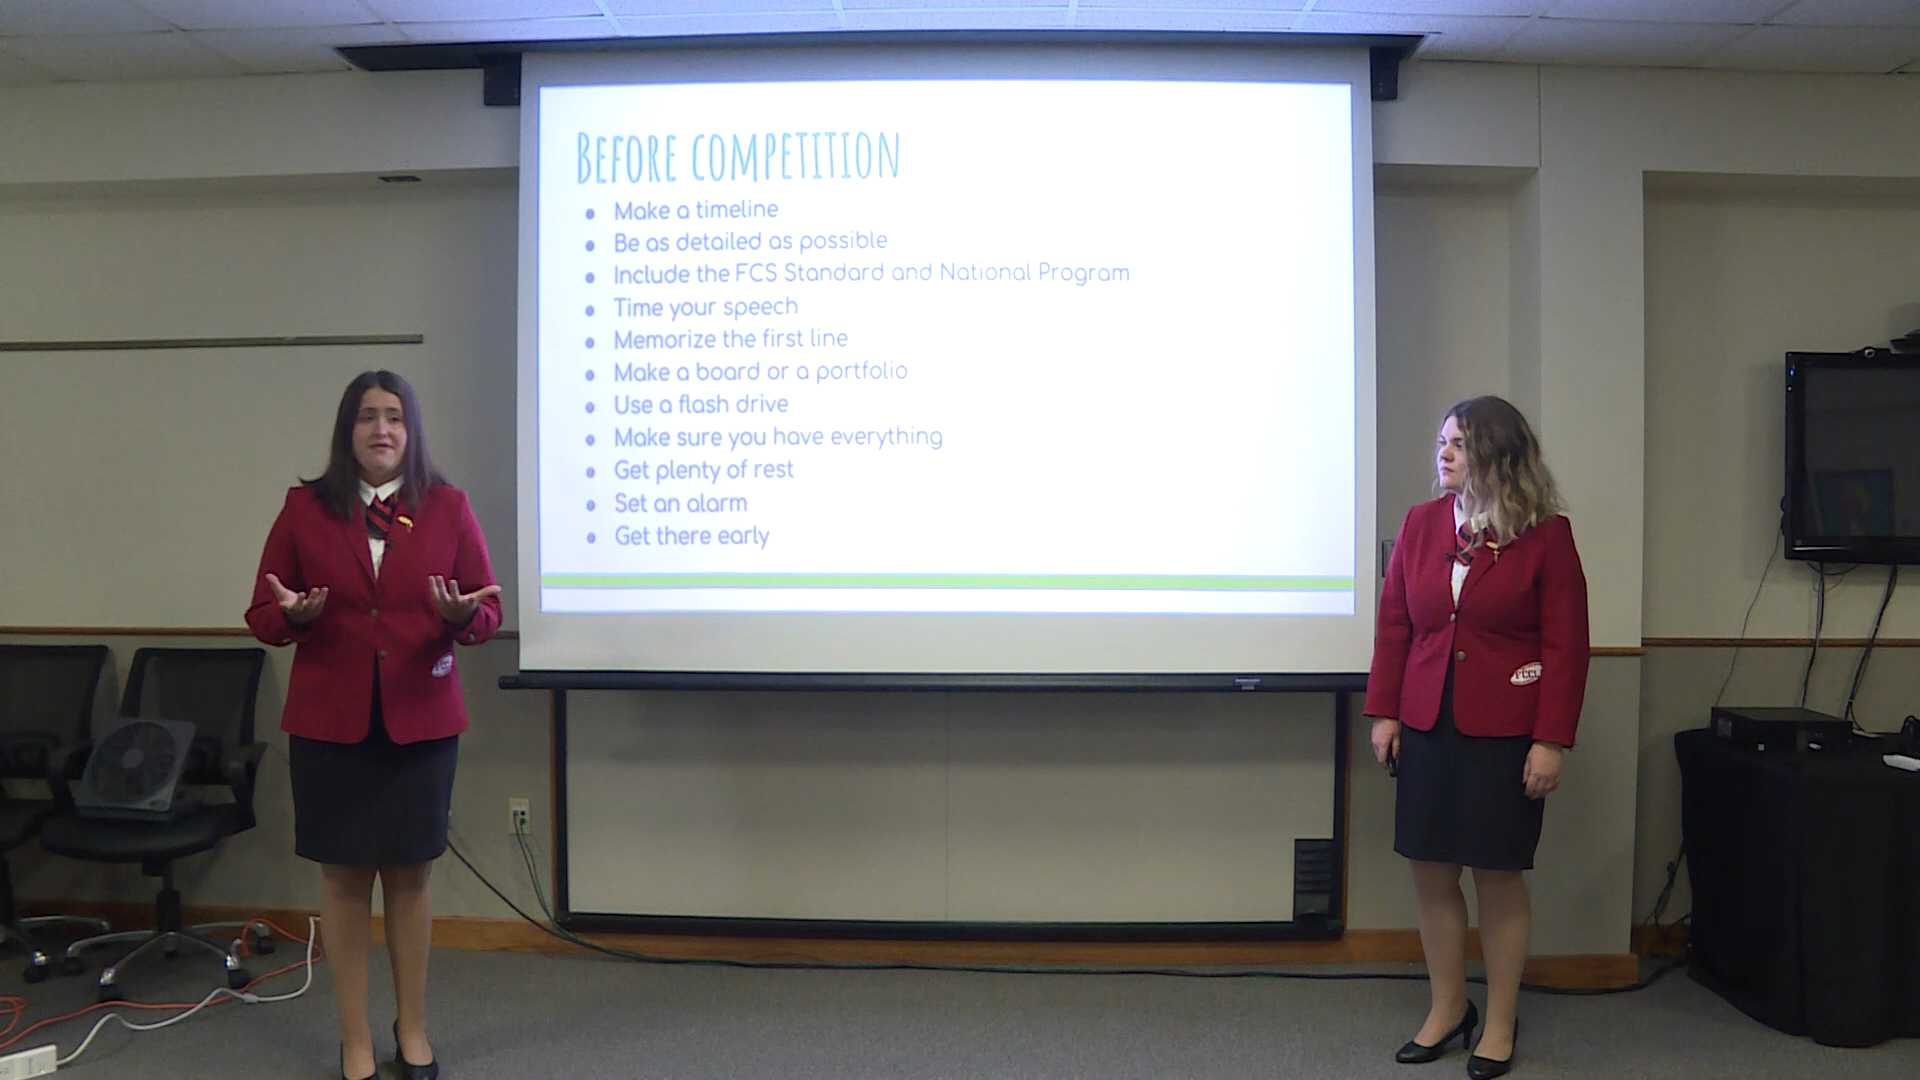 Before competition
Make a timeline
Be as detailed as possible
Include the FCS Standard and National Program
Time your speech
Memorize the first line
Make a board or a portfolio
Use a flash drive
Make sure you have everything
Get plenty of rest
Set an alarm
Get there early